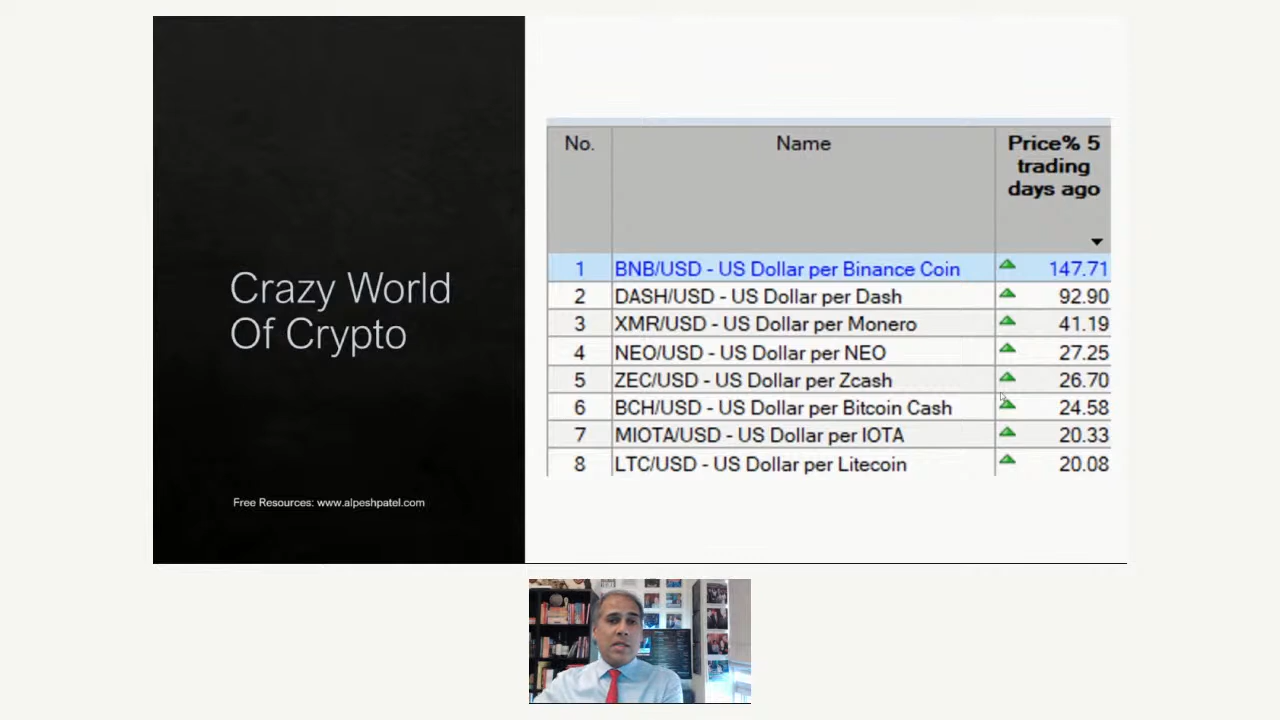 Crazy World
Of Crypto
Free Resources: www.alpeshpatel.com
No. Name Price% 5
trading
days ago
1 BNB/USD - US Dollar per Binance Coin 147.71
2 DASH/USD - US Dollar per Dash 92.90
3 XMR/USD - US Dollar per Monero 41.19
4 NEO/USD - US Dollar per NEO 27.25
5 ZEC/USD - US Dollar per Zcash 26.70
6 BCH/USD - US Dollar per Bitcoin Cash 24.58
7 MIOTA/USD - US Dollar per IOTA 20.33
8 LTC/USD - US Dollar per Litecoin 20.08